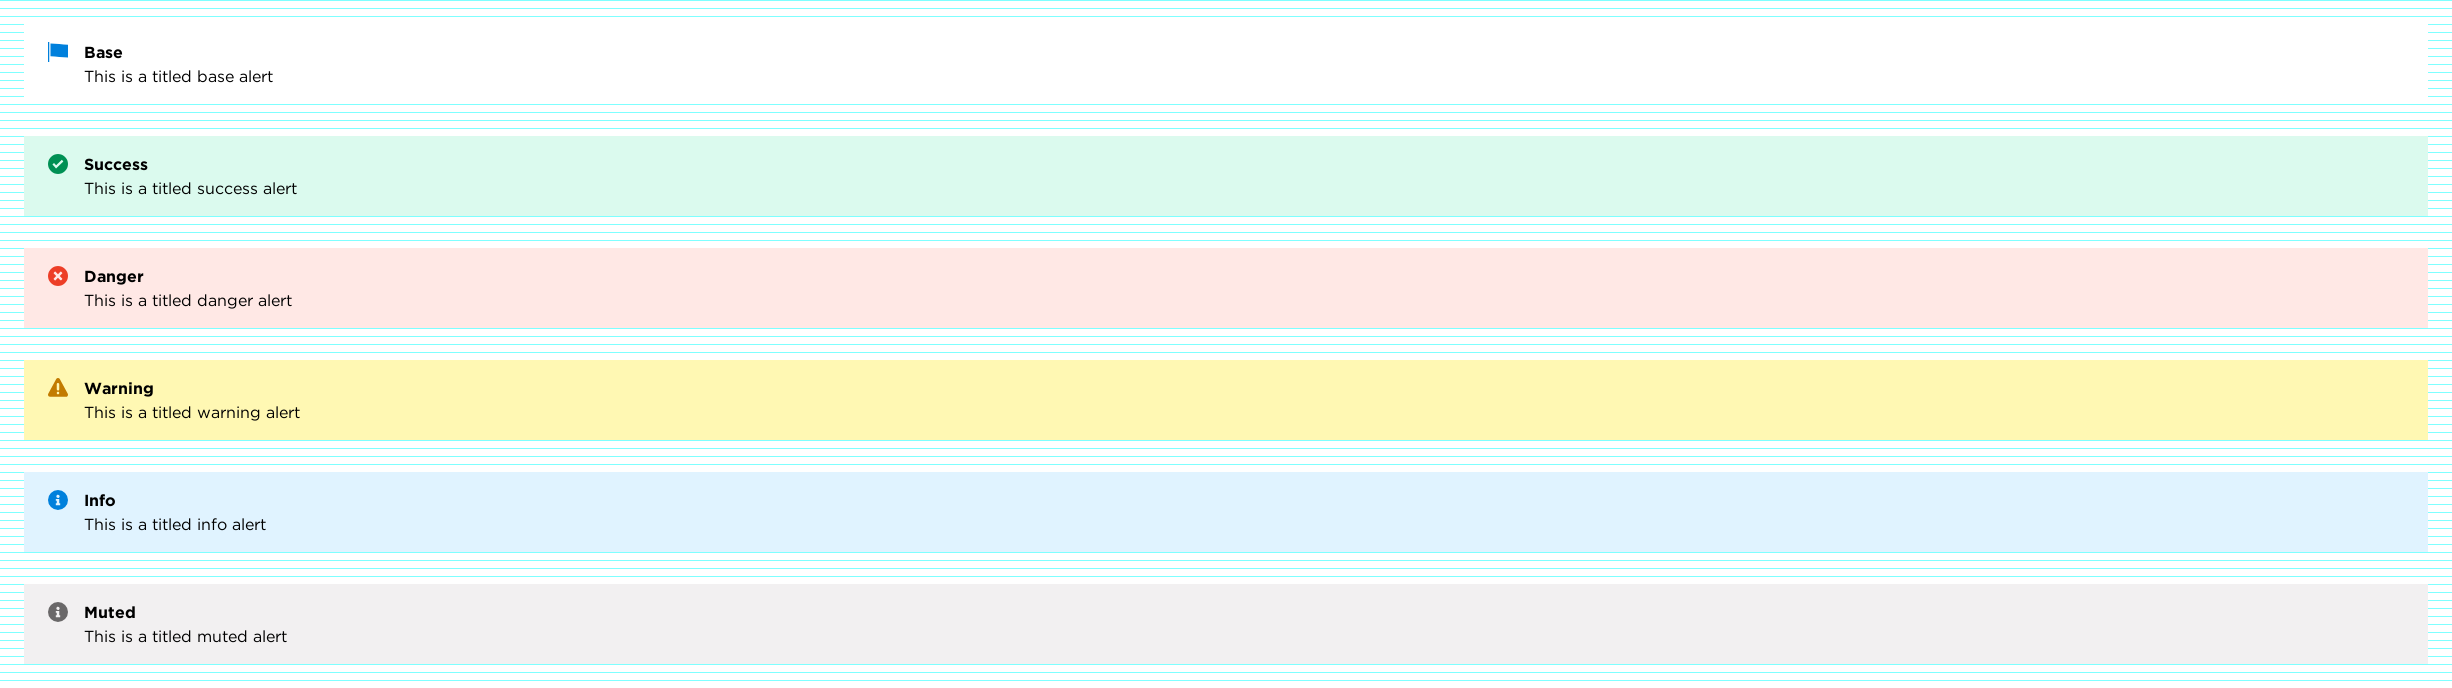 Base
This is a titled base alert
Success
This is a titled success alert
Danger
This is a titled danger alert
Warning
This is a titled warning alert
Info
This is a titled info alert
Muted
This is a titled muted alert